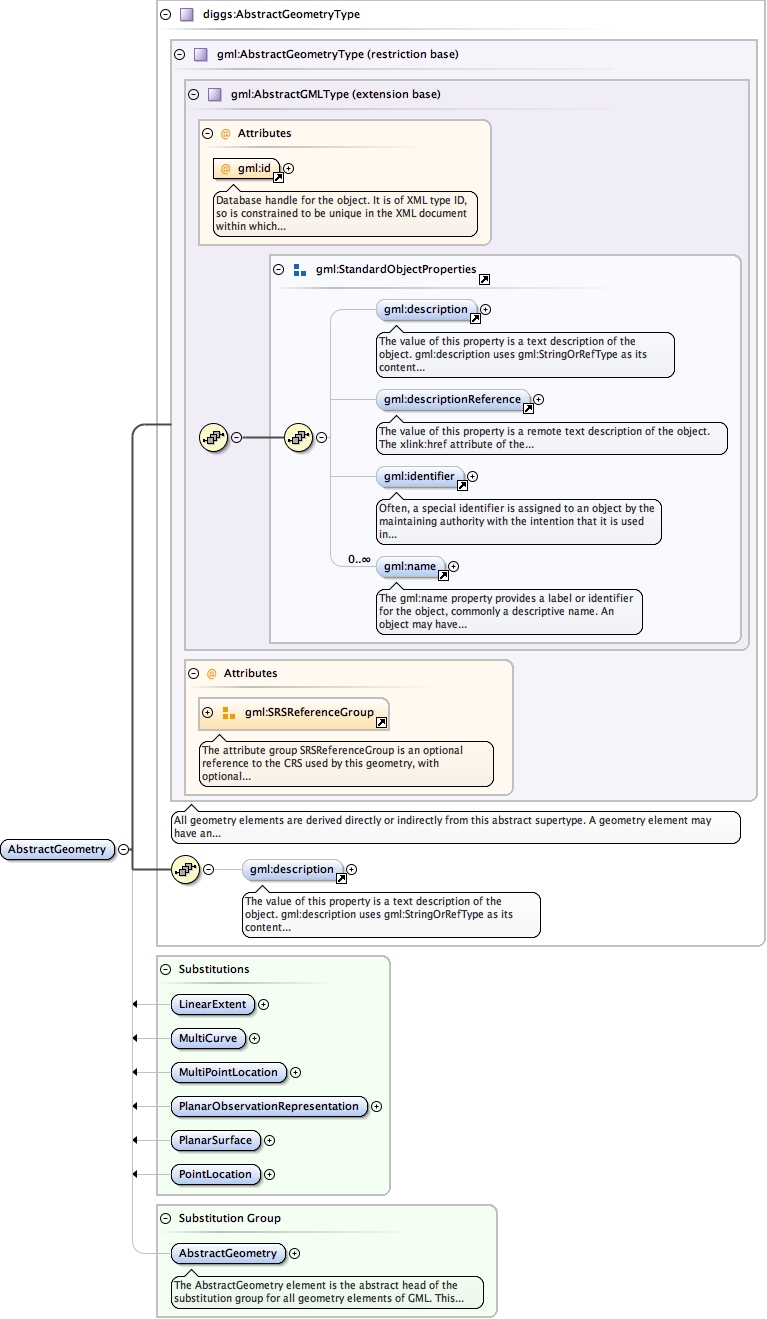 diggs:AbstractGeometryType
gml:AbstractGeometryType (restriction base)
gml:AbstractGMLType (extension base)
@ Attributes
@ gml:id
Database handle for the object. It is of XML type ID,
so is constrained to be unique in the XML document
within which...
gml:StandardObjectProperties
gml:description
The value of this property is a text description of the
object. gml:description uses gml:StringOrRefType as its
content...
gml:descriptionReference
The value of this property is a remote text description of the object.
The xlink:href attribute of the...
gml:identifier
Often, a special identifier is assigned to an object by the
maintaining authority with the intention that it is used
in...
0..∞
gml:name
The gml:name property provides a label or identifier
for the object, commonly a descriptive name. An
object may have...
@ Attributes
gml:SRSReferenceGroup
The attribute group SRSReferenceGroup is an optional
reference to the CRS used by this geometry, with
optional...
All geometry elements are derived directly or indirectly from this abstract supertype. A geometry element may
have an...
AbstractGeometry
gml:description
The value of this property is a text description of the
object. gml:description uses gml:StringOrRefType as its
content...
Substitutions
LinearExtent
MultiCurve
MultiPointLocation
PlanarObservationRepresentation
PlanarSurface
PointLocation
Substitution Group
AbstractGeometry
The AbstractGeometry element is the abstract head of the
substitution group for all geometry elements of GML. This...